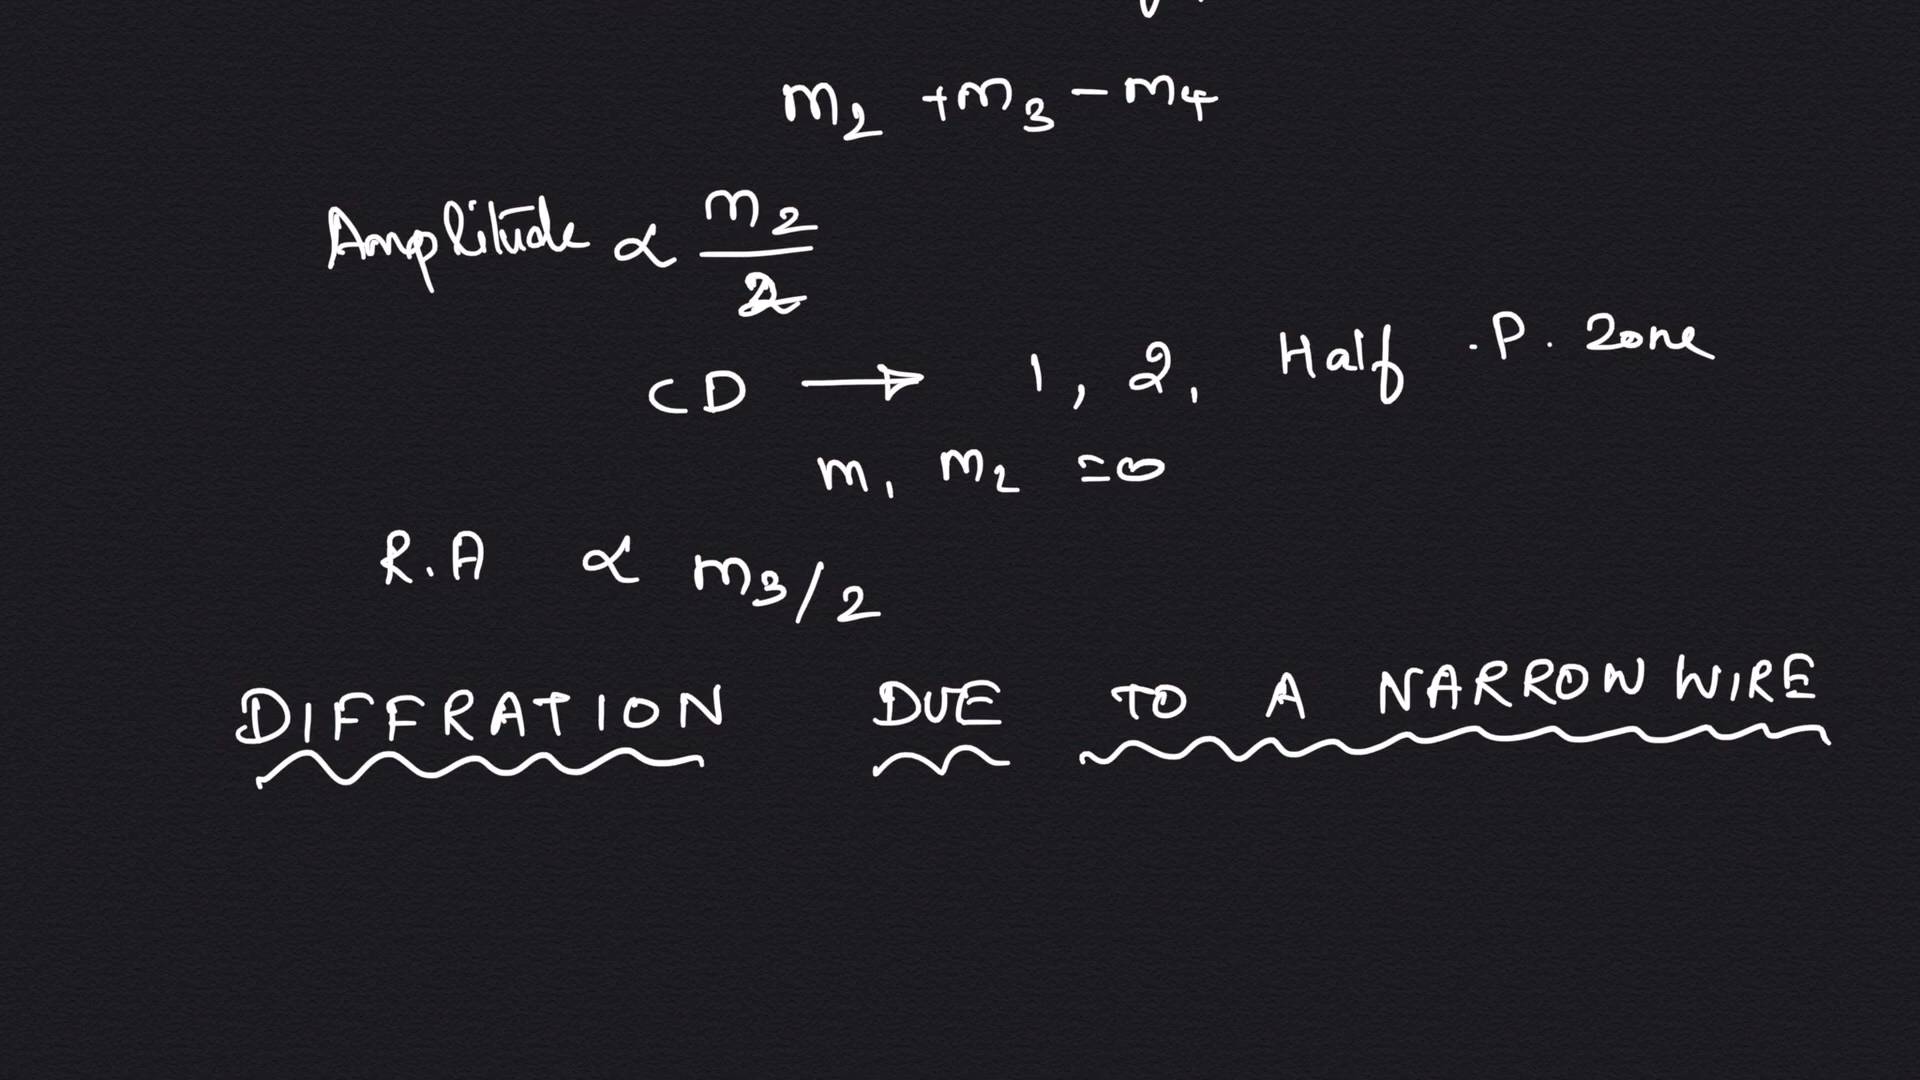 m₂ + m₃ - m₄
Amplitude ∝ m₂/2
CD → 1, 2, Half . P. Zone
m₁ m₂ = 0
R.A ∝ m₃/2
DIFFRATION DUE TO A NARROW WIRE